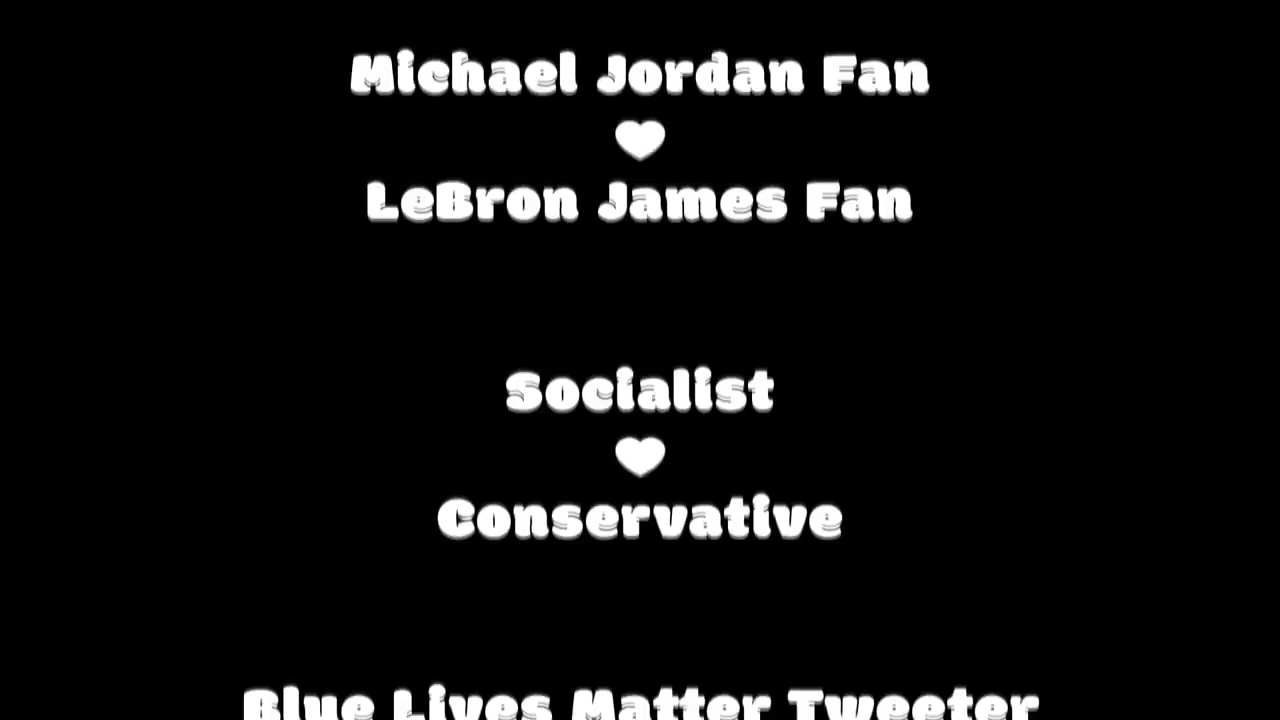 Michael Jordan Fan
♥
LeBron James Fan
Socialist
♥
Conservative
Blue Lives Matter Tweeter